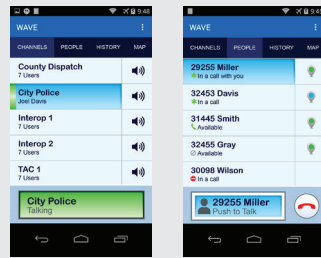 9:48
WAVE
CHANNELS PEOPLE HISTORY MAP
County Dispatch
7 Users
City Police
Joel Davis
Interop 1
7 Users
Interop 2
7 Users
TAC 1
7 Users
City Police
Talking
9:48
WAVE
CHANNELS PEOPLE HISTORY MAP
29255 Miller
In a call with you
32453 Davis
In a call
31445 Smith
Available
32455 Gray
Available
30098 Wilson
In a call
29255 Miller
Push to Talk